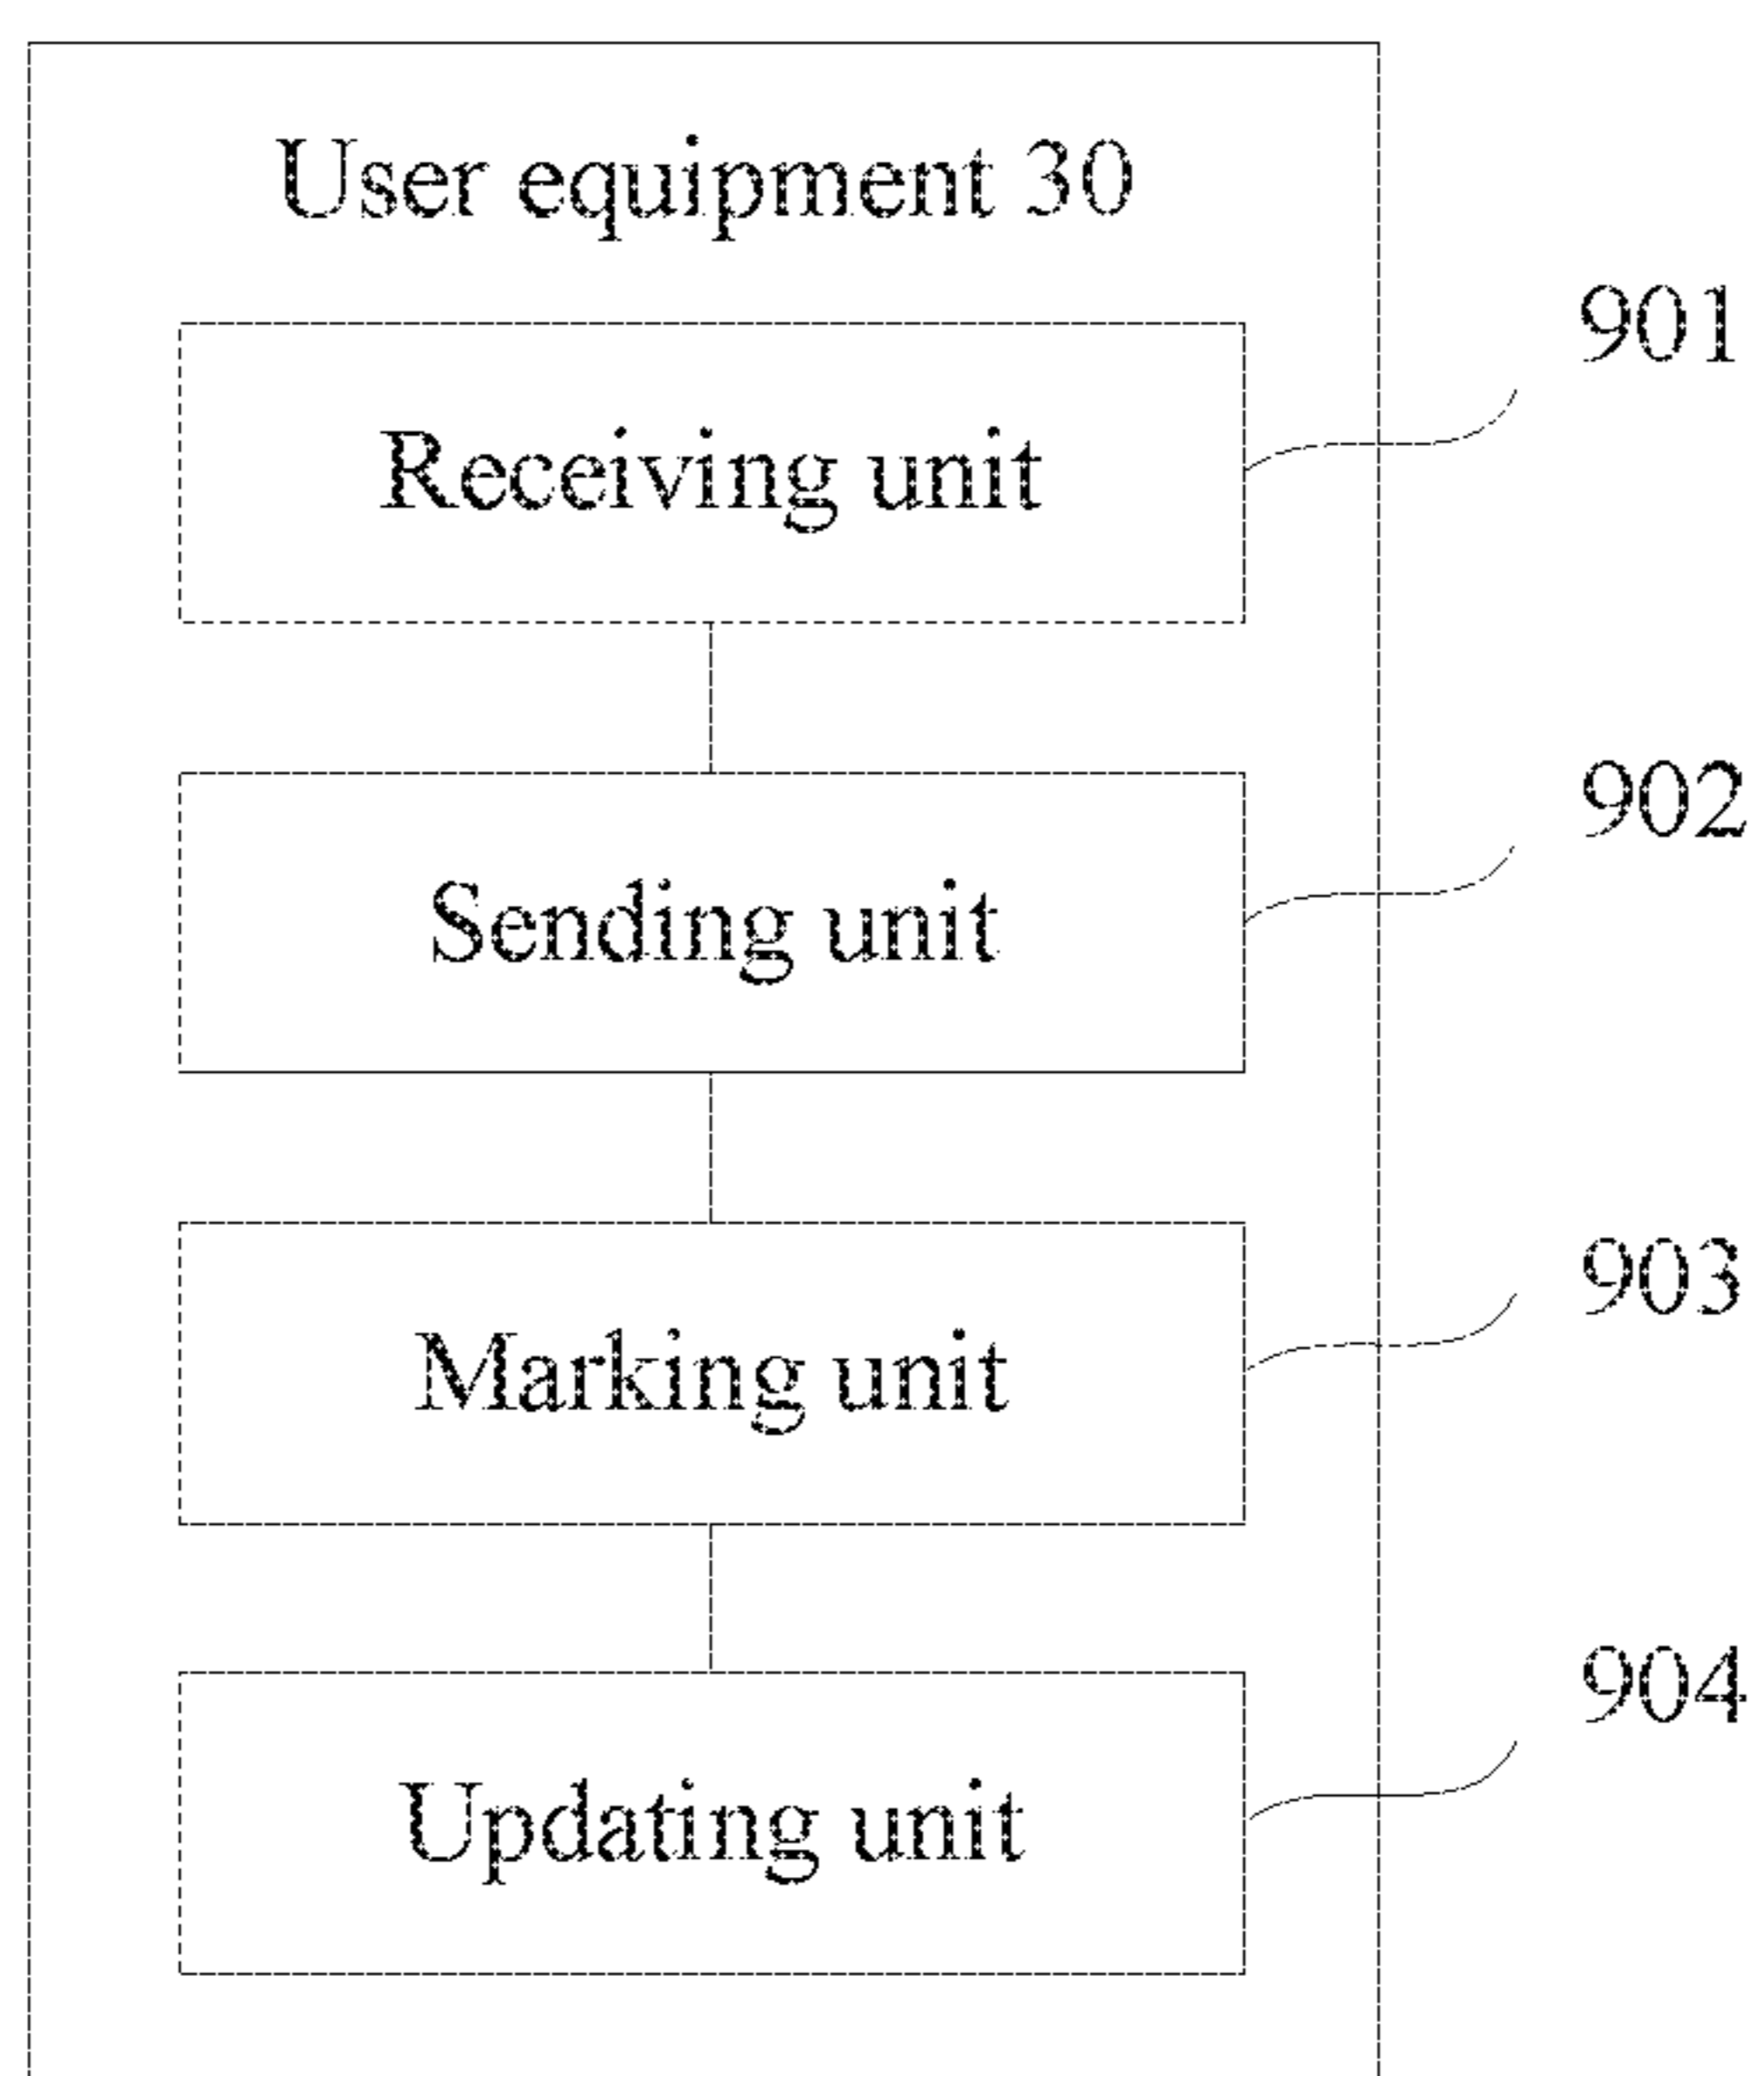 User equipment 30
901
Receiving unit
902
Sending unit
903
Marking unit
904
Updating unit